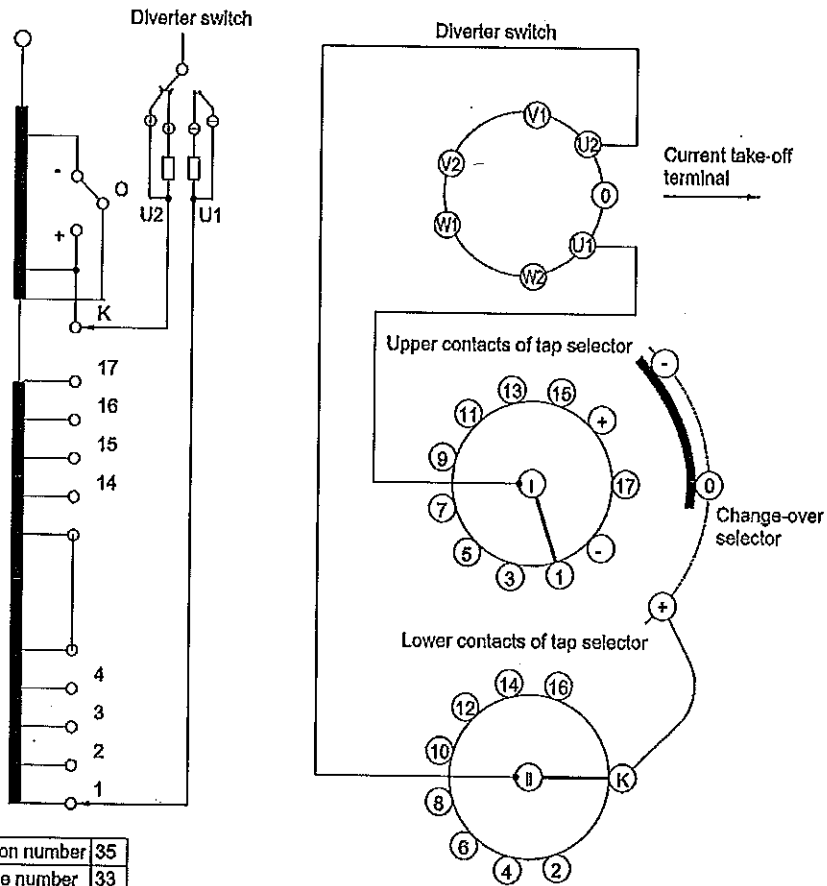 Diverter switch
-
0
+
U2
U1
K
17
16
15
14
4
3
2
1
on number 35
e number 33
Diverter switch
V1
U2
V2
0
W1
U1
W2
Current take-off
terminal
Upper contacts of tap selector
-
13
15
11
+
9
I
17
0
7
5
-
3
1
Change-over
selector
+
Lower contacts of tap selector
14
16
12
10
II
K
8
6
4
2